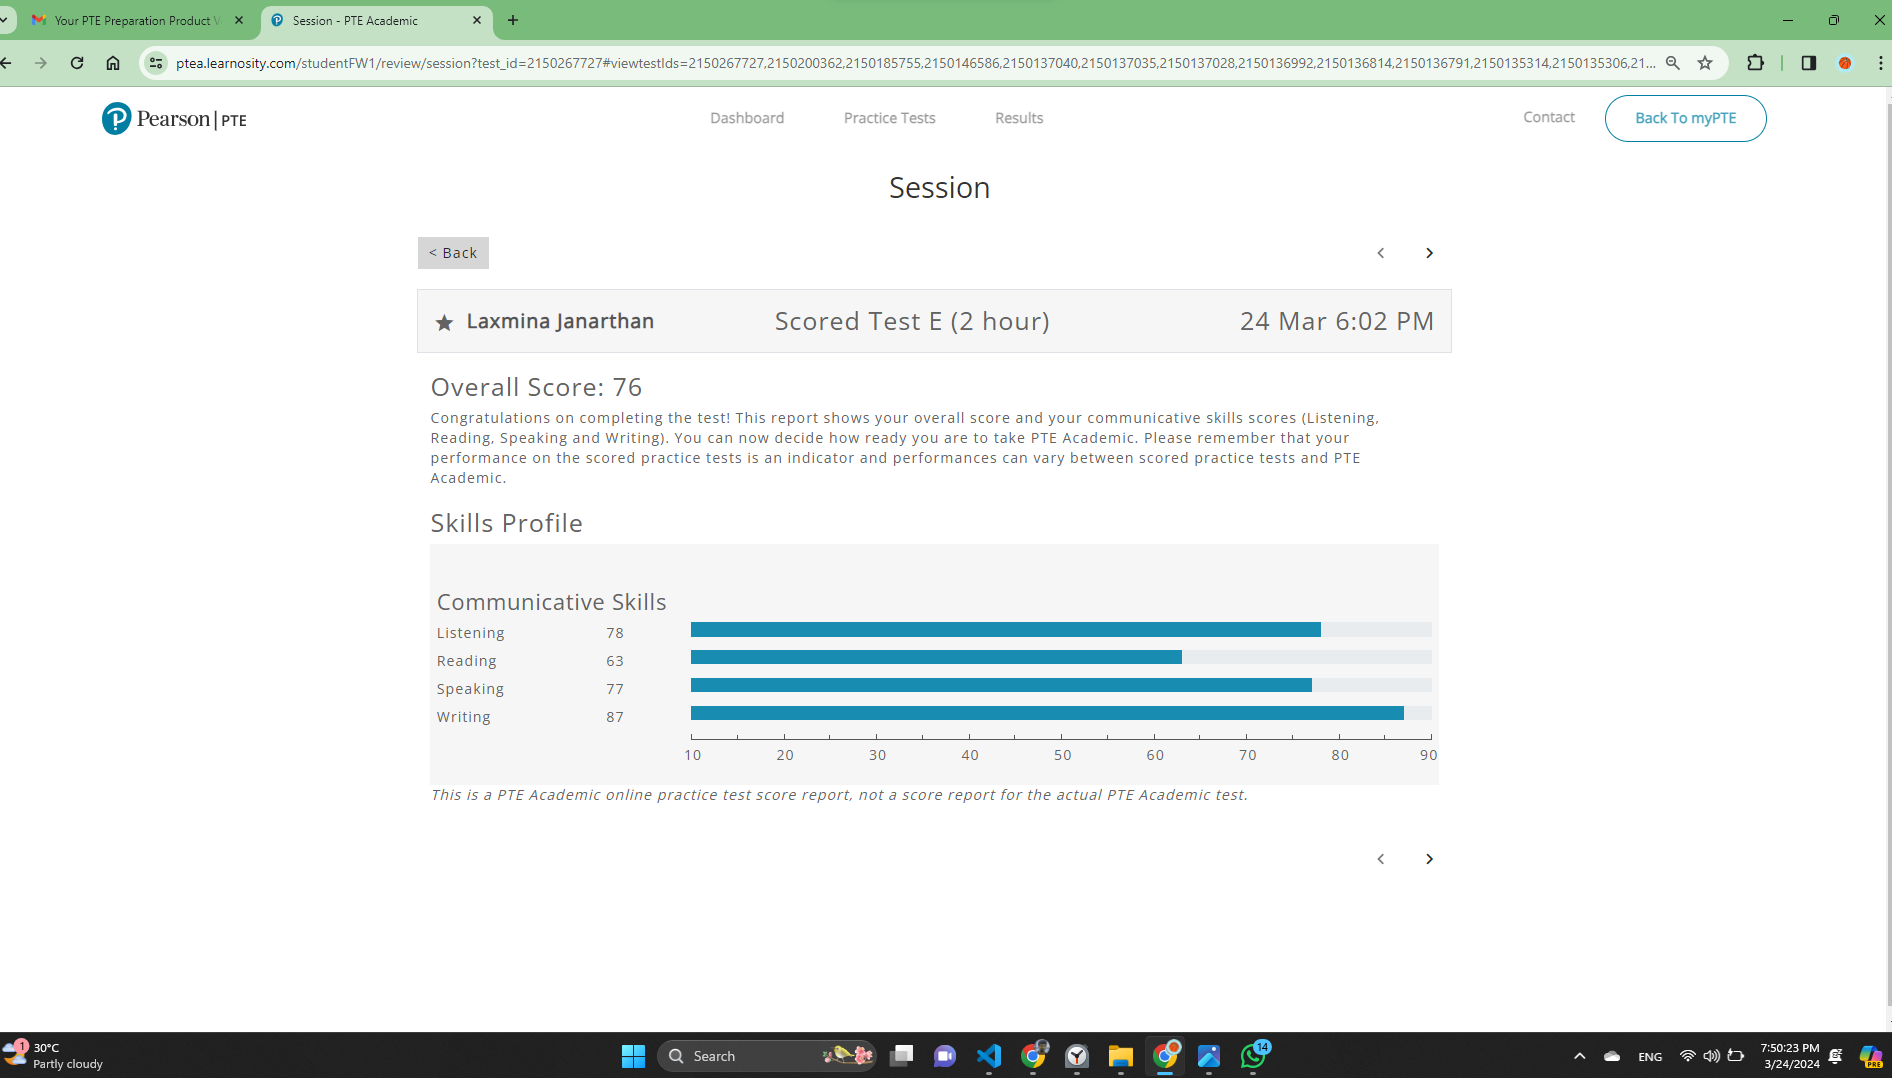 Your PTE Preparation Product V
Session - PTE Academic
ptea.learnosity.com/studentFW1/review/session?test_id=2150267727#viewtestIds=2150267727,2150200362,2150185755,2150146586,2150137040,2150137035,2150137028,2150136992,2150136814,2150136791,2150135314,2150135306,21...
Pearson | PTE
Dashboard
Practice Tests
Results
Contact
Back To myPTE
Session
< Back
Laxmina Janarthan
Scored Test E (2 hour)
24 Mar 6:02 PM
Overall Score: 76
Congratulations on completing the test! This report shows your overall score and your communicative skills scores (Listening,
Reading, Speaking and Writing). You can now decide how ready you are to take PTE Academic. Please remember that your
performance on the scored practice tests is an indicator and performances can vary between scored practice tests and PTE
Academic.
Skills Profile
Communicative Skills
Listening 78
Reading 63
Speaking 77
Writing 87
10 20 30 40 50 60 70 80 90
This is a PTE Academic online practice test score report, not a score report for the actual PTE Academic test.
1
30°C
Partly cloudy
Search
14
ENG
7:50:23 PM
3/24/2024
PRE